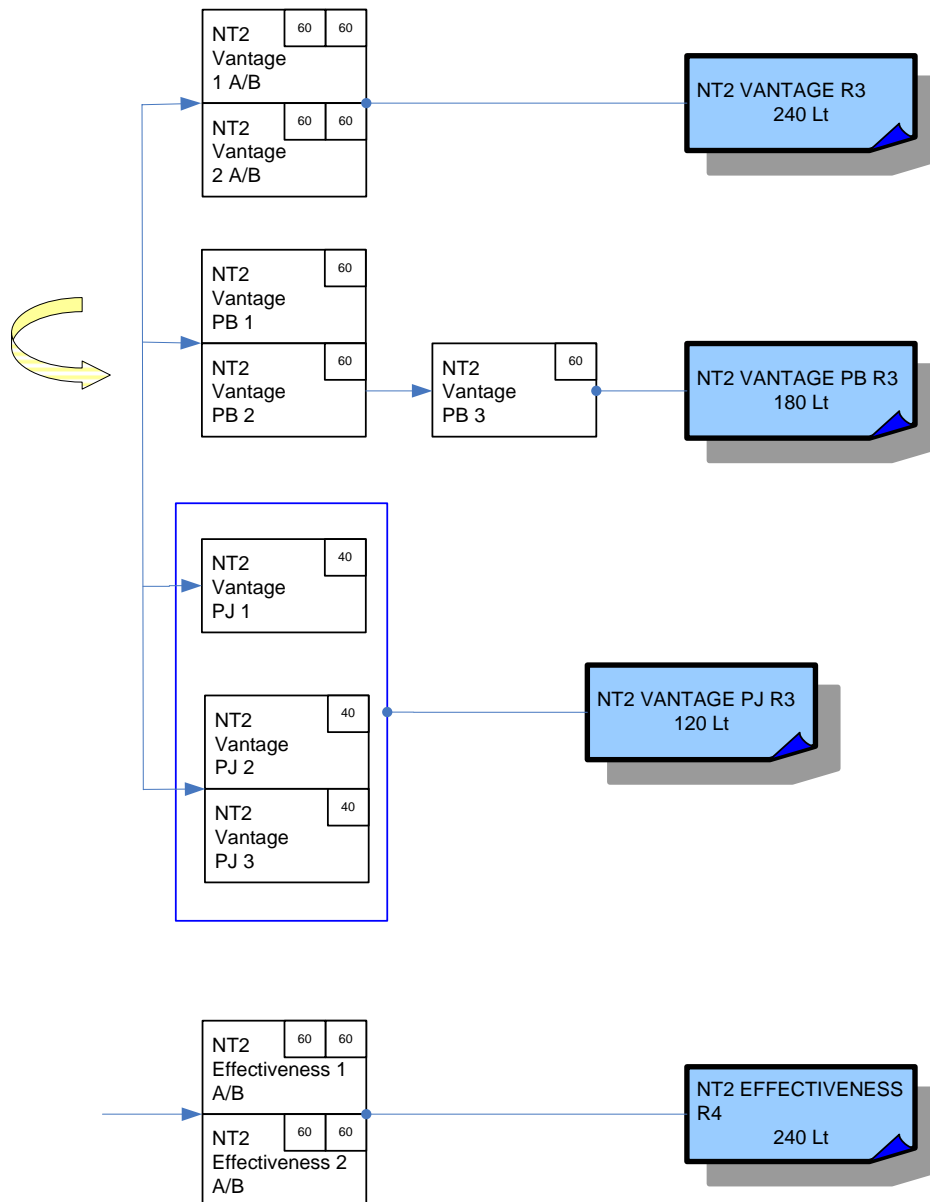 NT2
Vantage
1 A/B
60 60
NT2
Vantage
2 A/B
60 60
NT2 VANTAGE R3
240 Lt
NT2
Vantage
PB 1
60
NT2
Vantage
PB 2
60
NT2
Vantage
PB 3
60
NT2 VANTAGE PB R3
180 Lt
NT2
Vantage
PJ 1
40
NT2
Vantage
PJ 2
40
NT2
Vantage
PJ 3
40
NT2 VANTAGE PJ R3
120 Lt
NT2
Effectiveness 1
A/B
60 60
NT2
Effectiveness 2
A/B
60 60
NT2 EFFECTIVENESS
R4
240 Lt